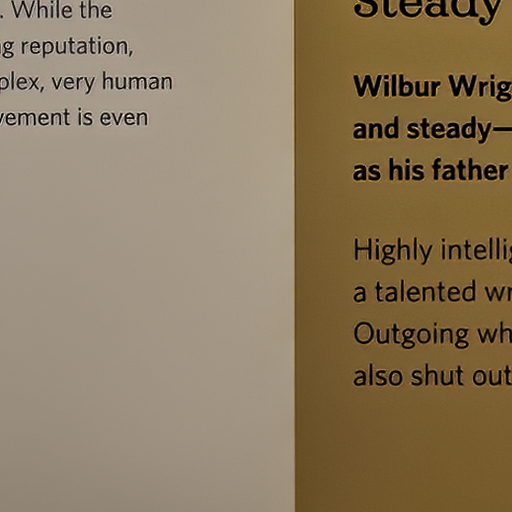 . While the
g reputation,
plex, very human
vement is even
Steady
Wilbur Wrig
and steady—
as his father
Highly intelli
a talented wr
Outgoing wh
also shut out